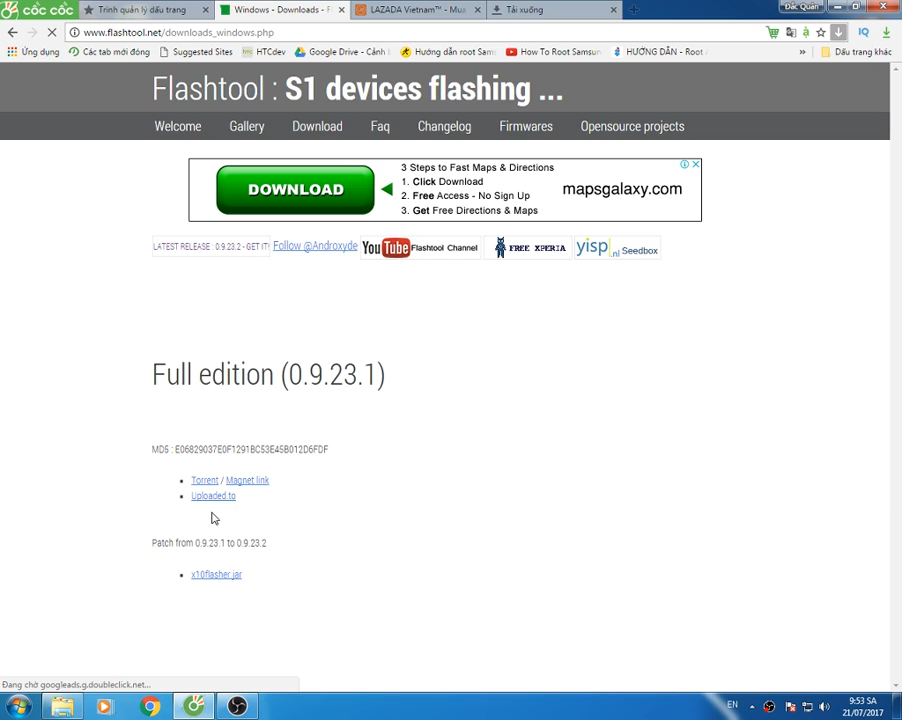 cốc cốc
Trình quản lý dấu trang
Windows - Downloads - F
LAZADA Vietnam™ - Mu
Tải xuống
Đắc Quân
www.flashtool.net/downloads_windows.php
Ứng dụng
Các tab mới đóng
Suggested Sites
HTCdev
Google Drive - Cảnh
Hướng dẫn root Sam
How To Root Samsu
HƯỚNG DẪN - Root
Dấu trang khác
Flashtool : S1 devices flashing ...
Welcome
Gallery
Download
Faq
Changelog
Firmwares
Opensource projects
DOWNLOAD
3 Steps to Fast Maps & Directions
1. Click Download
2. Free Access - No Sign Up
3. Get Free Directions & Maps
mapsgalaxy.com
LATEST RELEASE : 0.9.23.2 - GET IT!
Follow @Androxyde
YouTube Flashtool Channel
FREE XPERIA
yisp.nl Seedbox
Full edition (0.9.23.1)
MD5 : E06829037E0F1291BC53E45B012D6FDF
Torrent / Magnet link
Uploaded.to
Patch from 0.9.23.1 to 0.9.23.2
x10flasher.jar
Đang chờ googleads.g.doubleclick.net...
EN
9:53 SA
21/07/2017